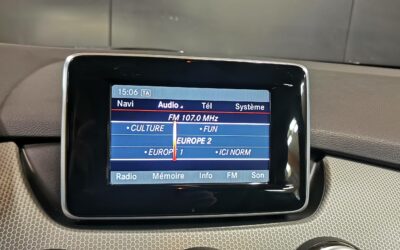 15:06 TA
Navi Audio Tél Système
FM 107.0 MHz
• CULTURE • FUN
EUROPE 2
• EUROPE 1 • ICI NORM
Radio Mémoire Info FM Son